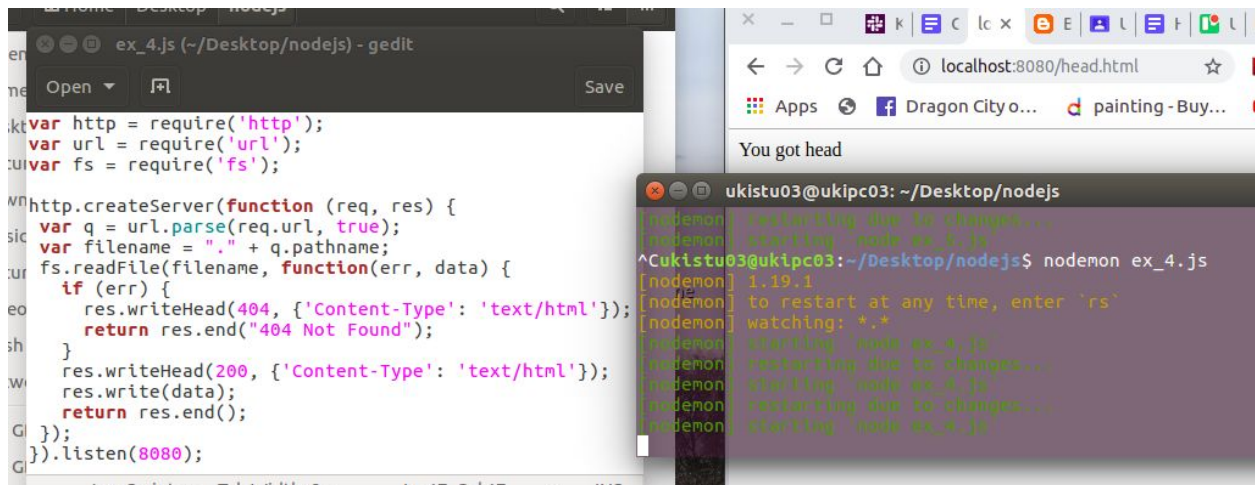 Home Desktop nodejs
ex_4.js (~/Desktop/nodejs) - gedit
Open
Save
var http = require('http');
var url = require('url');
var fs = require('fs');
http.createServer(function (req, res) {
var q = url.parse(req.url, true);
var filename = "." + q.pathname;
fs.readFile(filename, function(err, data) {
if (err) {
res.writeHead(404, {'Content-Type': 'text/html'});
return res.end("404 Not Found");
}
res.writeHead(200, {'Content-Type': 'text/html'});
res.write(data);
return res.end();
});
}).listen(8080);
localhost:8080/head.html
Apps
Dragon City o...
painting - Buy...
You got head
ukistu03@ukipc03: ~/Desktop/nodejs
[nodemon] restarting due to changes...
[nodemon] starting `node ex_5.js`
^Cukistu03@ukipc03:~/Desktop/nodejs$ nodemon ex_4.js
[nodemon] 1.19.1
[nodemon] to restart at any time, enter `rs`
[nodemon] watching: *.*
[nodemon] starting `node ex_4.js`
[nodemon] restarting due to changes...
[nodemon] starting `node ex_4.js`
[nodemon] restarting due to changes...
[nodemon] starting `node ex_4.js`